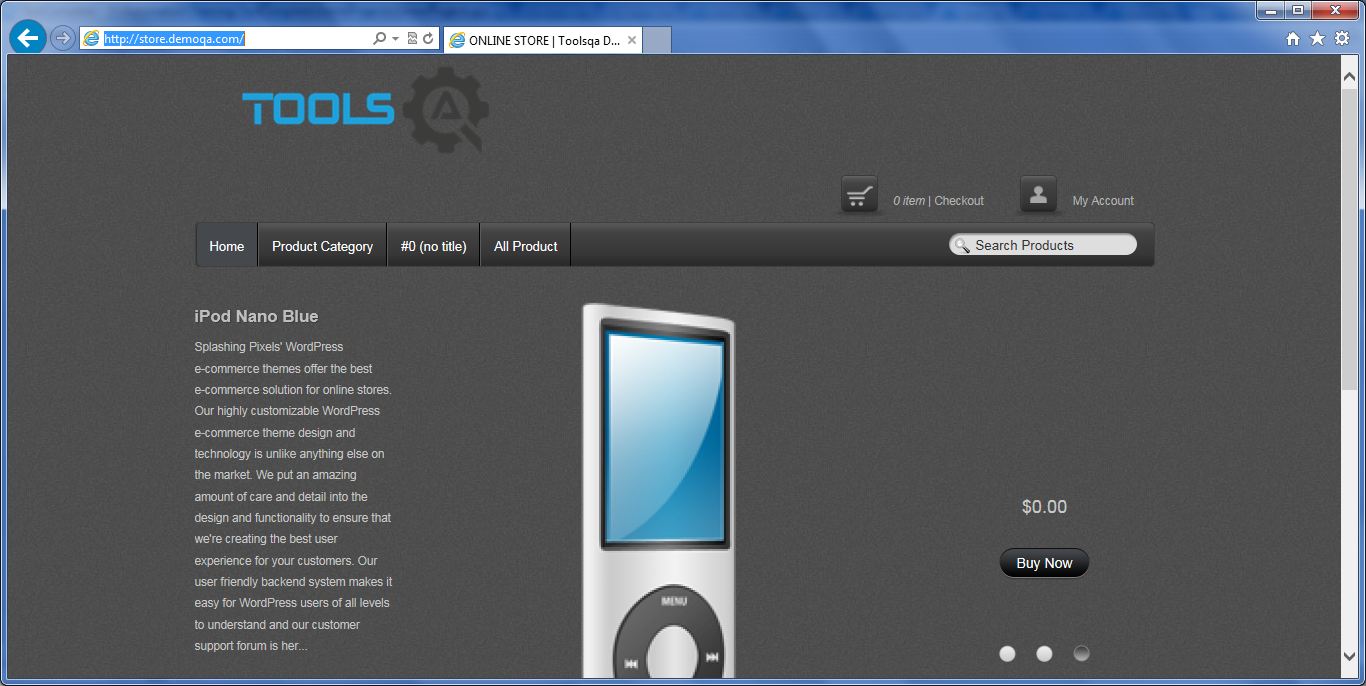 http://store.demoqa.com/
ONLINE STORE | Toolsqa D...
TOOLS
0 item | Checkout
My Account
Home
Product Category
#0 (no title)
All Product
Search Products
iPod Nano Blue
Splashing Pixels' WordPress
e-commerce themes offer the best
e-commerce solution for online stores.
Our highly customizable WordPress
e-commerce theme design and
technology is unlike anything else on
the market. We put an amazing
amount of care and detail into the
design and functionality to ensure that
we're creating the best user
experience for your customers. Our
user friendly backend system makes it
easy for WordPress users of all levels
to understand and our customer
support forum is her...
MENU
$0.00
Buy Now